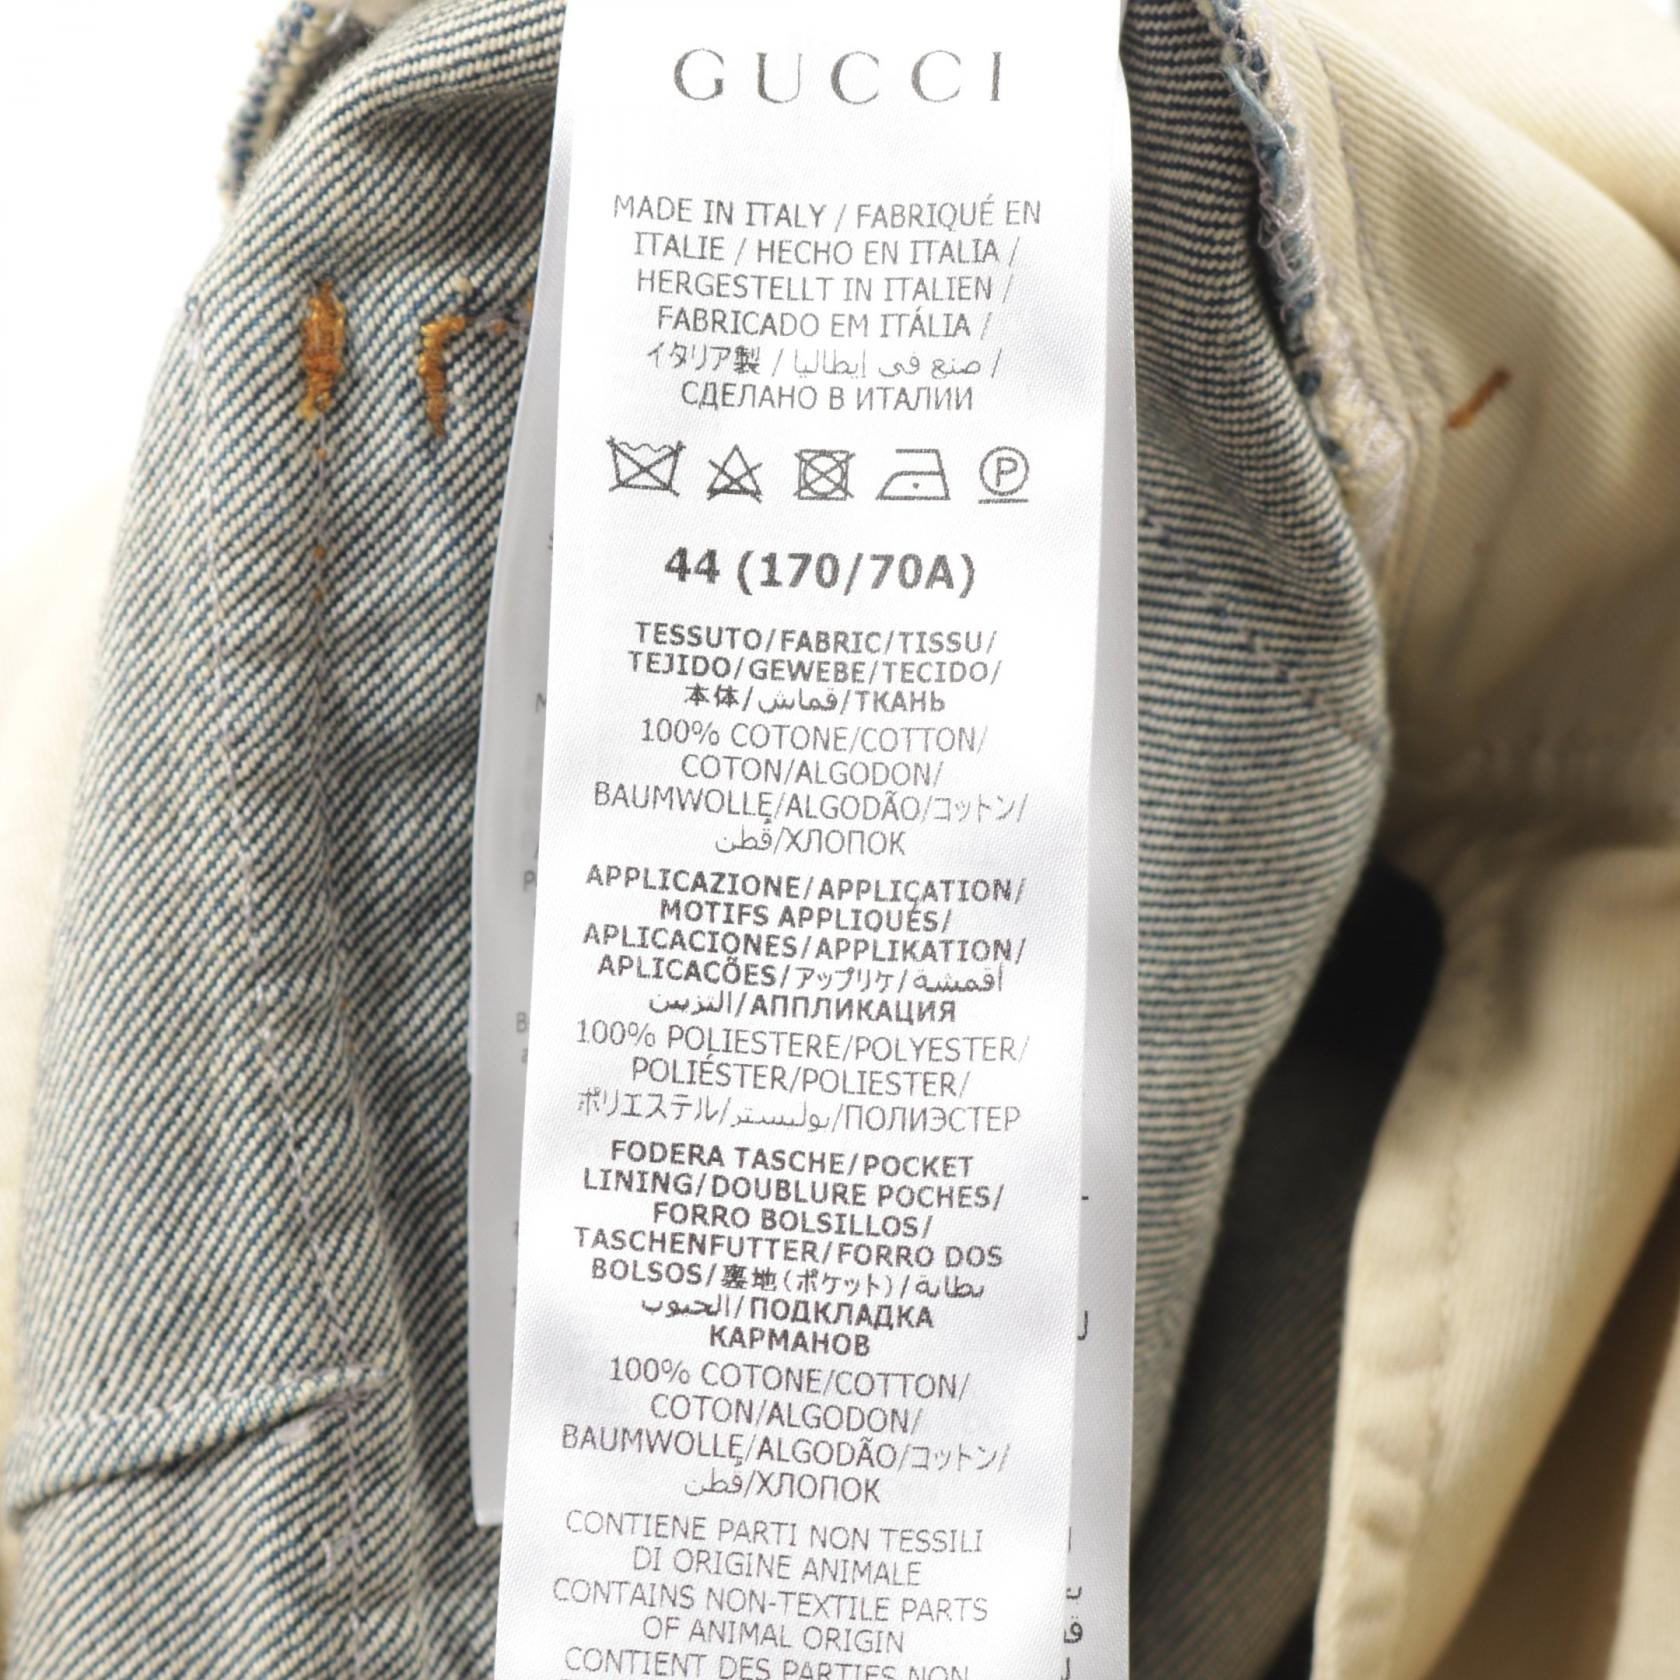 GUCCI
MADE IN ITALY / FABRIQUÉ EN
ITALIE / HECHO EN ITALIA /
HERGESTELLT IN ITALIEN /
FABRICADO EM ITÁLIA /
イタリア製 / صنع في إيطاليا /
СДЕЛАНО В ИТАЛИИ
P
44 (170/70A)
TESSUTO/FABRIC/TISSU/
TEJIDO/GEWEBE/TECIDO/
本体/قماش/ТКАНЬ
100% COTONE/COTTON/
COTON/ALGODON/
BAUMWOLLE/ALGODÃO/コットン/
قطن/ХЛОПОК
APPLICAZIONE/APPLICATION/
MOTIFS APPLIQUÉS/
APLICACIONES/APPLIKATION/
APLICACÕES/アップリケ/أقمشة
التزيين/АППЛИКАЦИЯ
100% POLIESTERE/POLYESTER/
POLIÉSTER/POLIESTER/
ポリエステル/بوليستر/ПОЛИЭСТЕР
FODERA TASCHE/POCKET
LINING/DOUBLURE POCHES/
FORRO BOLSILLOS/
TASCHENFUTTER/FORRO DOS
BOLSOS/裏地(ポケット)/بطانة
الجيوب/ПОДКЛАДКА
КАРМАНОВ
100% COTONE/COTTON/
COTON/ALGODON/
BAUMWOLLE/ALGODÃO/コットン/
قطن/ХЛОПОК
CONTIENE PARTI NON TESSILI
DI ORIGINE ANIMALE
CONTAINS NON-TEXTILE PARTS
OF ANIMAL ORIGIN
CONTIENT DES PARTIES NON